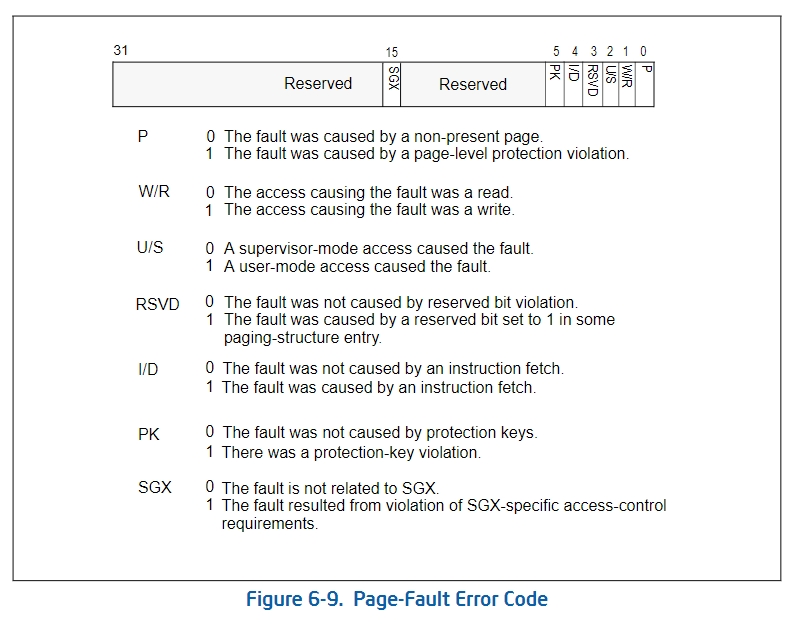 31 15 5 4 3 2 1 0
Reserved SGX Reserved PK I/D RSVD U/S W/R P
P 0 The fault was caused by a non-present page.
1 The fault was caused by a page-level protection violation.
W/R 0 The access causing the fault was a read.
1 The access causing the fault was a write.
U/S 0 A supervisor-mode access caused the fault.
1 A user-mode access caused the fault.
RSVD 0 The fault was not caused by reserved bit violation.
1 The fault was caused by a reserved bit set to 1 in some
paging-structure entry.
I/D 0 The fault was not caused by an instruction fetch.
1 The fault was caused by an instruction fetch.
PK 0 The fault was not caused by protection keys.
1 There was a protection-key violation.
SGX 0 The fault is not related to SGX.
1 The fault resulted from violation of SGX-specific access-control
requirements.
Figure 6-9. Page-Fault Error Code